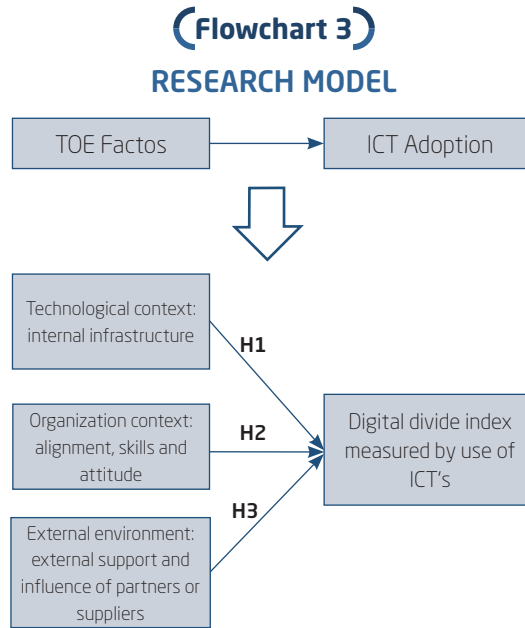 (Flowchart 3)
RESEARCH MODEL
TOE Factos
ICT Adoption
Technological context:
internal infrastructure
H1
Organization context:
alignment, skills and
attitude
H2
Digital divide index
measured by use of
ICT's
H3
External environment:
external support and
influence of partners or
suppliers